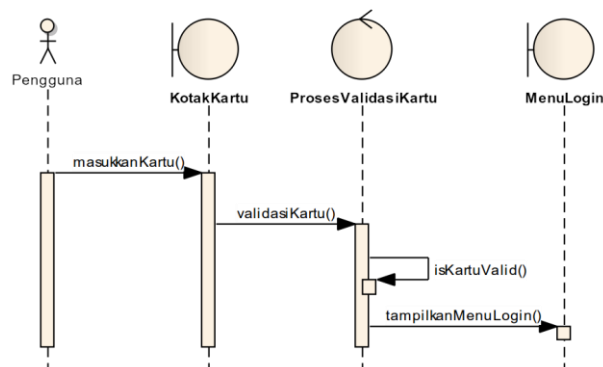 Pengguna
KotakKartu
ProsesValidasiKartu
MenuLogin
masukkanKartu()
validasiKartu()
isKartuValid()
tampilkanMenuLogin()